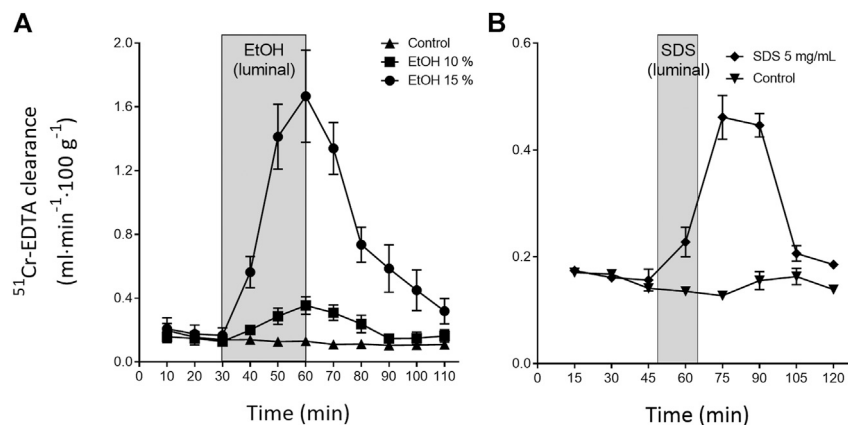 A
B
⁵¹Cr-EDTA clearance
(ml·min⁻¹·100 g⁻¹)
2.0
1.6
1.2
0.8
0.4
0.0
EtOH
(luminal)
Control
EtOH 10 %
EtOH 15 %
0 10 20 30 40 50 60 70 80 90 100 110
Time (min)
0.6
0.4
0.2
0.0
SDS
(luminal)
SDS 5 mg/mL
Control
0 15 30 45 60 75 90 105 120
Time (min)